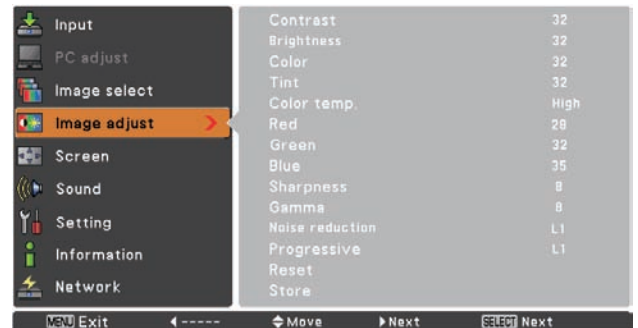 Input
PC adjust
Image select
Image adjust
Screen
Sound
Setting
Information
Network
Contrast 32
Brightness 32
Color 32
Tint 32
Color temp. High
Red 28
Green 32
Blue 35
Sharpness 8
Gamma 8
Noise reduction L1
Progressive L1
Reset
Store
MENU Exit ----- Move Next SELECT Next